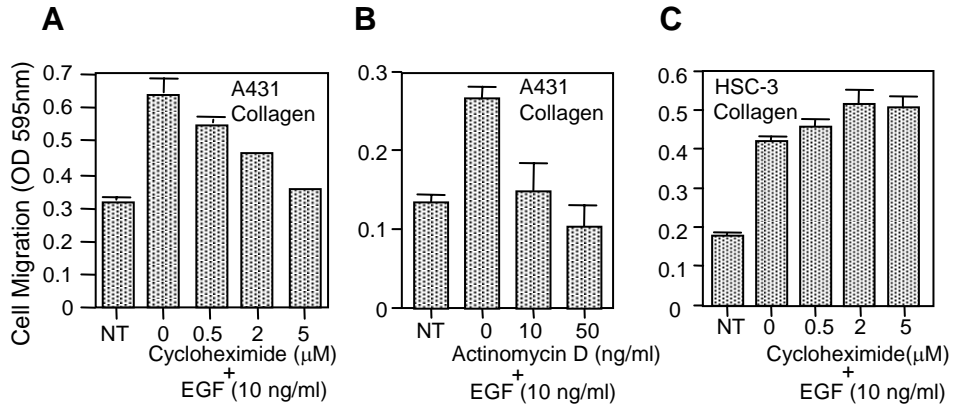 A
Cell Migration (OD 595nm)
0.7
0.6
0.5
0.4
0.3
0.2
0.1
0
A431
Collagen
NT 0 0.5 2 5
Cycloheximide (μM)
+
EGF (10 ng/ml)
B
0.3
0.2
0.1
0
A431
Collagen
NT 0 10 50
Actinomycin D (ng/ml)
+
EGF (10 ng/ml)
C
0.6
0.5
0.4
0.3
0.2
0.1
0
HSC-3
Collagen
NT 0 0.5 2 5
Cycloheximide(μM)
+
EGF (10 ng/ml)